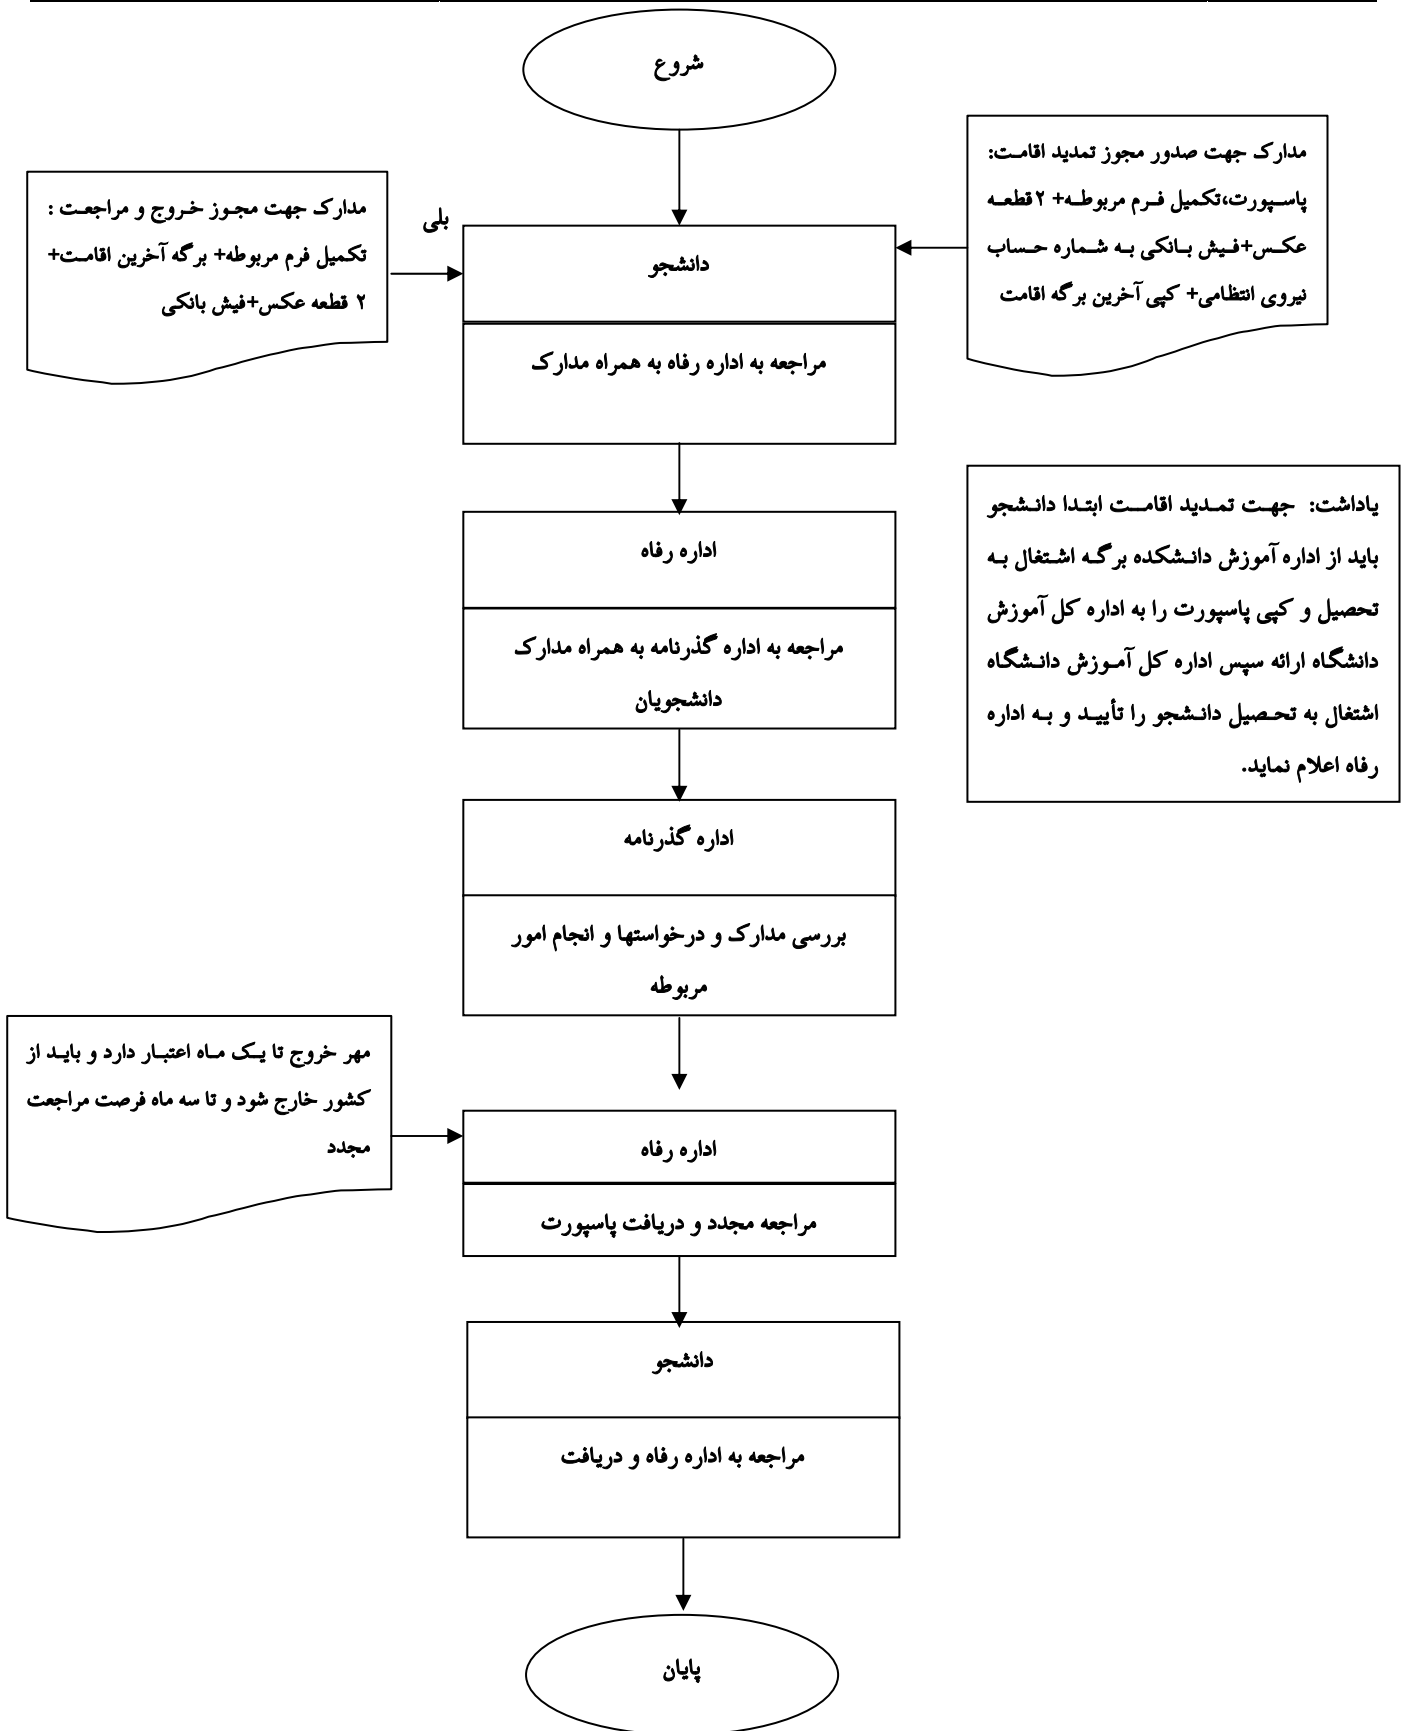 شروع
مدارک جهت صدور مجوز تمدید اقامت:
پاسپورت،تکمیل فرم مربوطه+ ۲قطعه
عکس+فیش بانکی به شماره حساب
نیروی انتظامی+ کپی آخرین برگه اقامت
مدارک جهت مجوز خروج و مراجعت :
تکمیل فرم مربوطه+ برگه آخرین اقامت+
۲ قطعه عکس+فیش بانکی
بلی
دانشجو
مراجعه به اداره رفاه به همراه مدارک
یاداشت: جهت تمدید اقامت ابتدا دانشجو
باید از اداره آموزش دانشکده برگه اشتغال به
تحصیل و کپی پاسپورت را به اداره کل آموزش
دانشگاه ارائه سپس اداره کل آموزش دانشگاه
اشتغال به تحصیل دانشجو را تأیید و به اداره
رفاه اعلام نماید.
اداره رفاه
مراجعه به اداره گذرنامه به همراه مدارک
دانشجویان
اداره گذرنامه
بررسی مدارک و درخواستها و انجام امور
مربوطه
مهر خروج تا یک ماه اعتبار دارد و باید از
کشور خارج شود و تا سه ماه فرصت مراجعت
مجدد
اداره رفاه
مراجعه مجدد و دریافت پاسپورت
دانشجو
مراجعه به اداره رفاه و دریافت
پایان